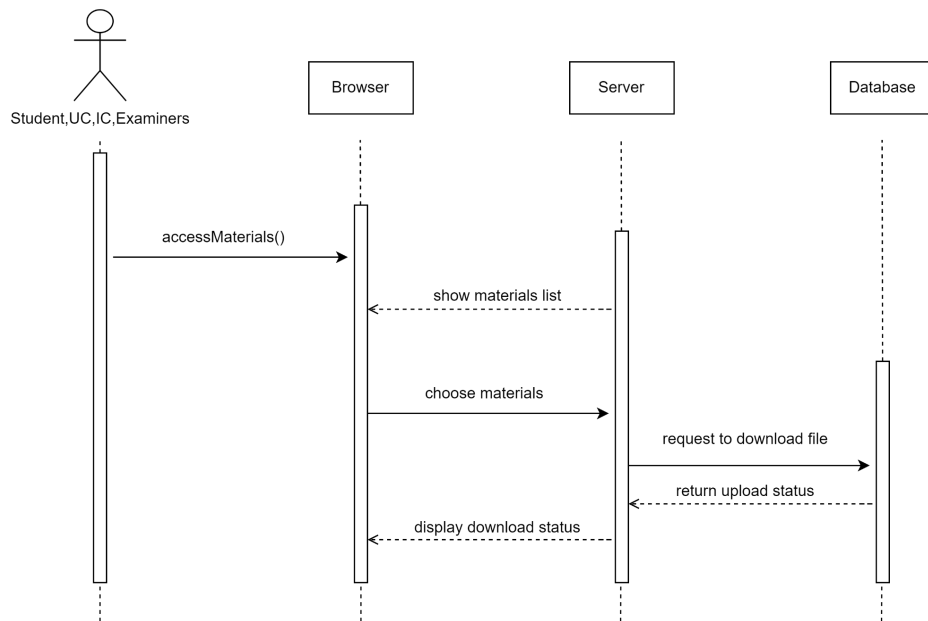 Browser
Server
Database
Student,UC,IC,Examiners
accessMaterials()
show materials list
choose materials
request to download file
return upload status
display download status